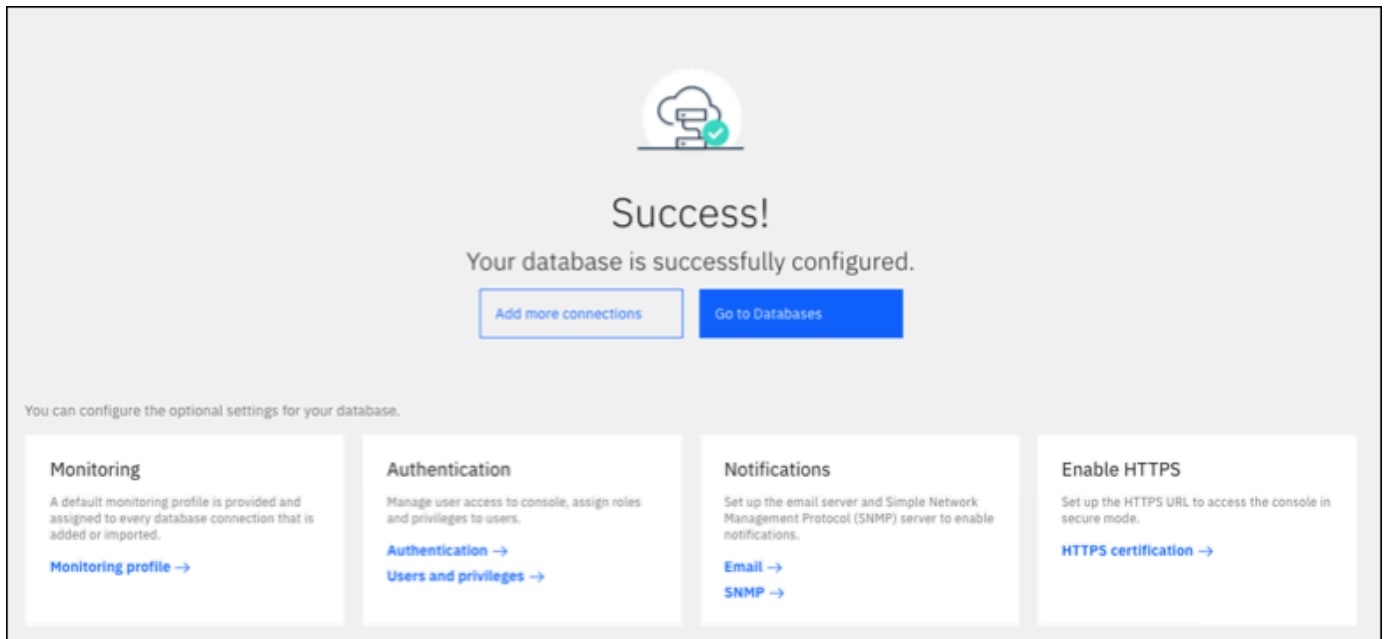 Success!
Your database is successfully configured.
Add more connections
Go to Databases
You can configure the optional settings for your database.
Monitoring
A default monitoring profile is provided and
assigned to every database connection that is
added or imported.
Monitoring profile →
Authentication
Manage user access to console, assign roles
and privileges to users.
Authentication →
Users and privileges →
Notifications
Set up the email server and Simple Network
Management Protocol (SNMP) server to enable
notifications.
Email →
SNMP →
Enable HTTPS
Set up the HTTPS URL to access the console in
secure mode.
HTTPS certification →